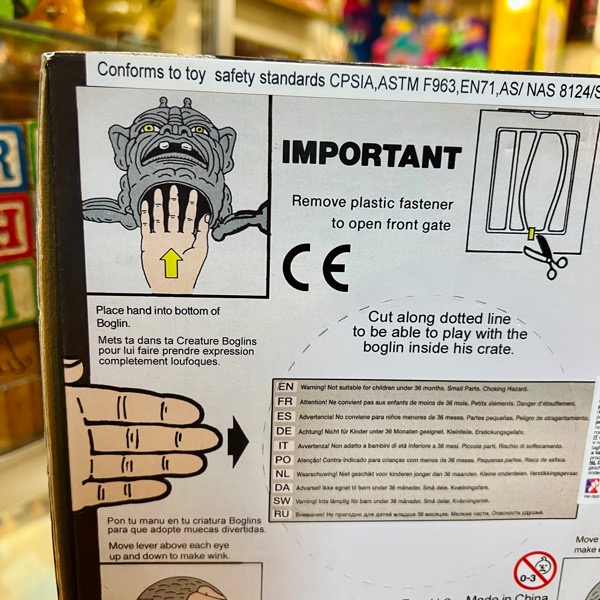 Conforms to toy safety standards CPSIA,ASTM F963,EN71,AS/ NAS 8124/
IMPORTANT
Remove plastic fastener
to open front gate
CE
Place hand into bottom of
Boglin.
Mets ta dans ta Creature Boglins
pour lui faire prendre expression
complètement loufoques.
Cut along dotted line
to be able to play with the
boglin inside his crate.
EN Warning! Not suitable for children under 36 months. Small Parts. Choking Hazard.
FR Attention! Ne convient pas aux enfants de moins de 36 mois. Petits éléments. Danger d'étouffement.
ES Advertencia! No conviene para niños menores de 36 meses. Partes pequeñas. Peligro de atragantamiento.
DE Achtung! Nicht für Kinder unter 36 Monaten geeignet. Kleinteile. Erstickungsgefahr.
IT Avvertenza! Non adatto a bambini di età inferiore a 36 mesi. Piccole parti. Rischio di soffocamento.
PO Atenção! Contra-indicado para crianças com menos de 36 meses. Pequenas partes. Risco de asfixia.
NL Waarschuwing! Niet geschikt voor kinderen jonger dan 36 maanden. Kleine onderdelen. Verstikkingsgevaar.
DA Advarsel! Ikke egnet til børn under 36 måneder. Små dele. Kvælningsfare.
SW Varning! Inte lämplig för barn under 36 månader. Små delar. Kvävningsrisk.
RU Внимание! Не пригодно для детей младше 36 месяцев. Мелкие части. Опасность удушья.
Pon tu manu en tu criatura Boglins
para que adopte muecas divertidas.
Move lever above each eye
up and down to make wink.
0-3
Move
make
Made in China